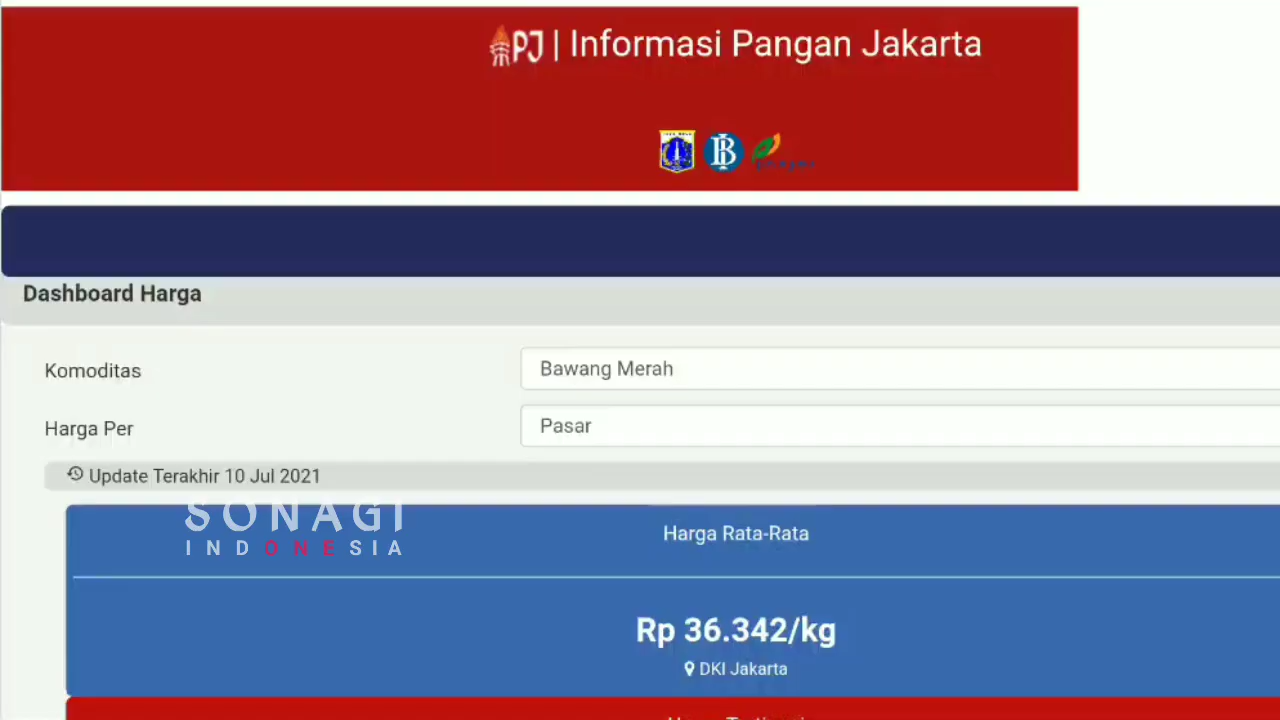 PJ | Informasi Pangan Jakarta
Dashboard Harga
Komoditas
Bawang Merah
Harga Per
Pasar
Update Terakhir 10 Jul 2021
SONAGI
INDONESIA
Harga Rata-Rata
Rp 36.342/kg
DKI Jakarta